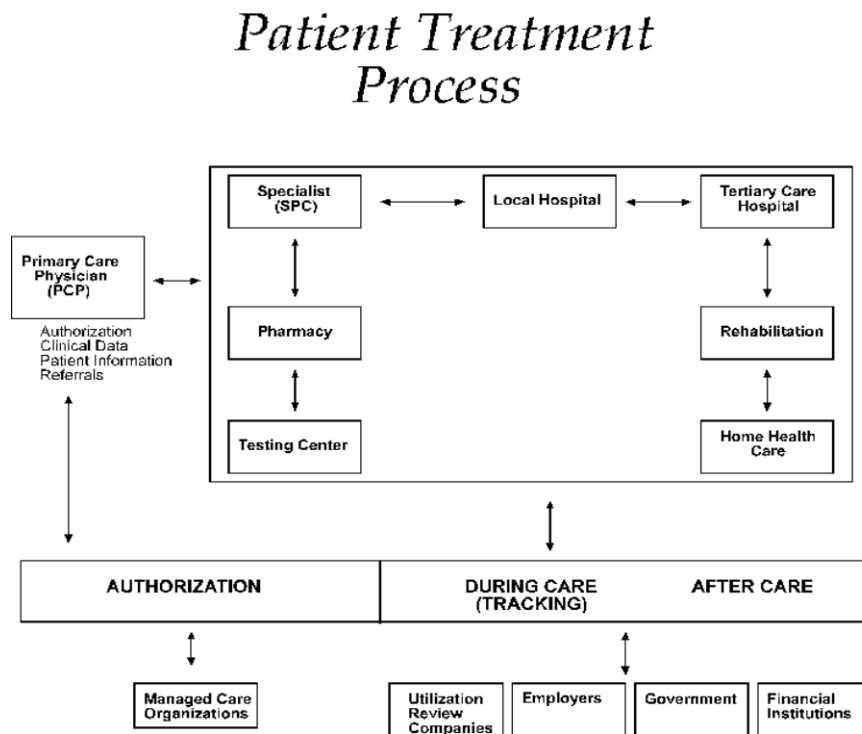 Patient Treatment
Process
Specialist
(SPC)
Local Hospital
Tertiary Care
Hospital
Primary Care
Physician
(PCP)
Authorization
Clinical Data
Patient Information
Referrals
Pharmacy
Rehabilitation
Testing Center
Home Health
Care
AUTHORIZATION
DURING CARE
(TRACKING)
AFTER CARE
Managed Care
Organizations
Utilization
Review
Companies
Employers
Government
Financial
Institutions